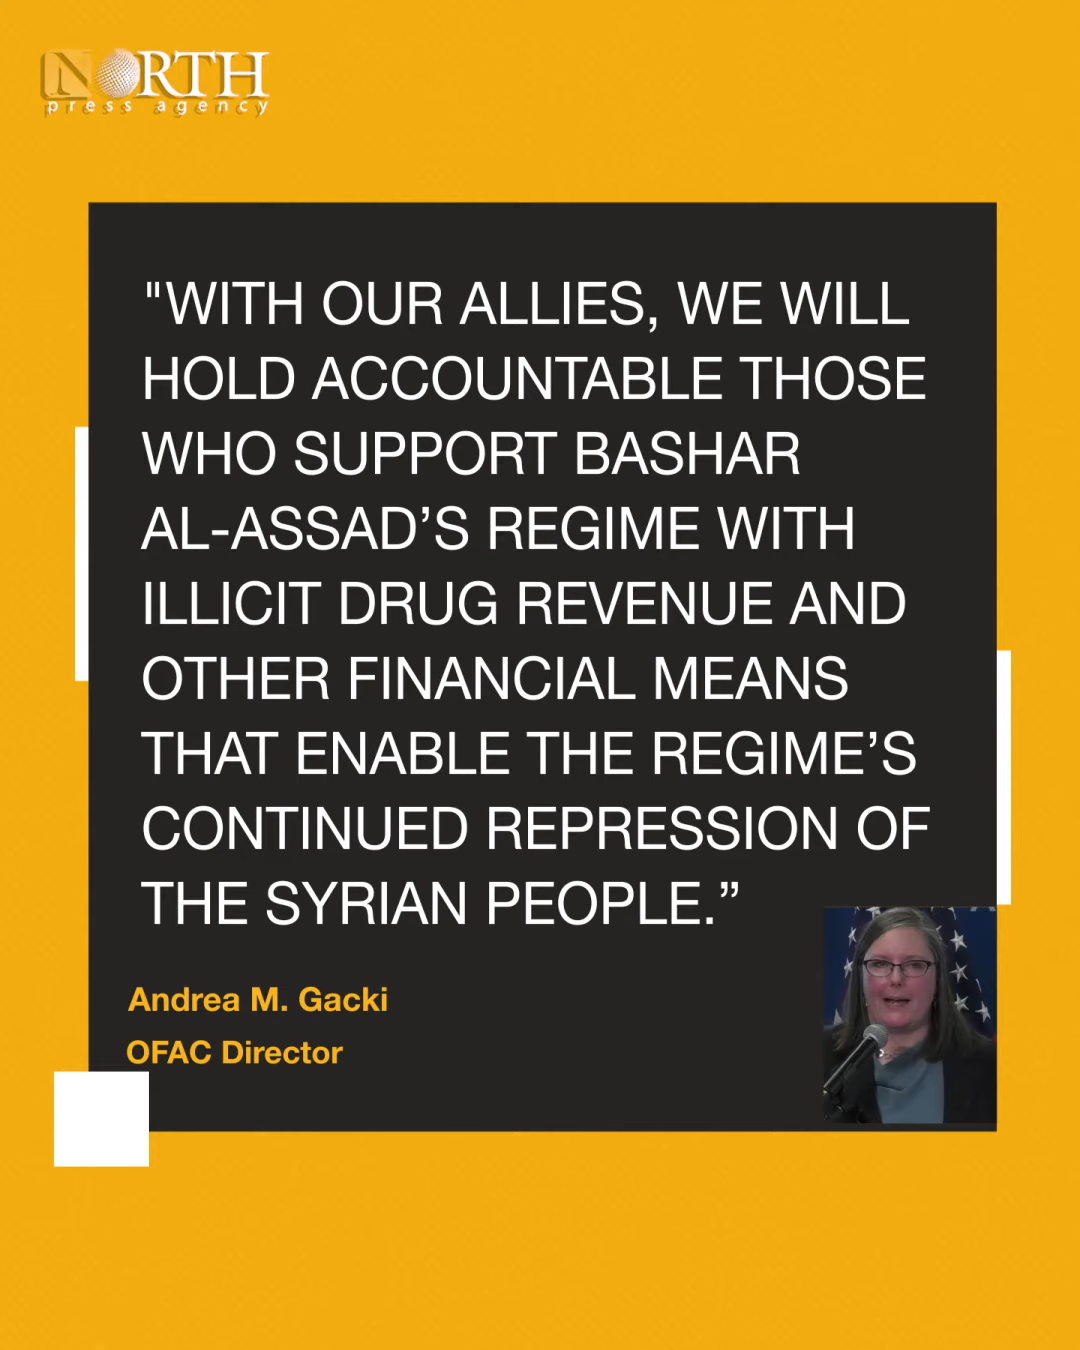 NORTH
press agency
"WITH OUR ALLIES, WE WILL
HOLD ACCOUNTABLE THOSE
WHO SUPPORT BASHAR
AL-ASSAD’S REGIME WITH
ILLICIT DRUG REVENUE AND
OTHER FINANCIAL MEANS
THAT ENABLE THE REGIME’S
CONTINUED REPRESSION OF
THE SYRIAN PEOPLE.”
Andrea M. Gacki
OFAC Director